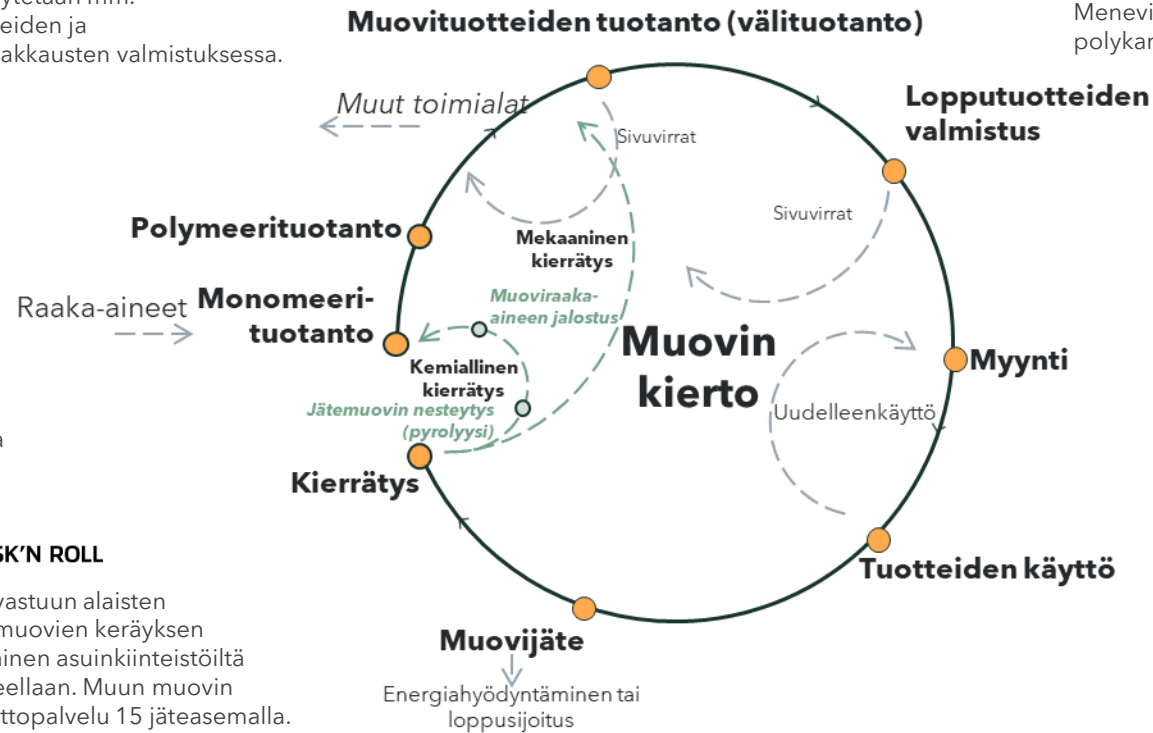 eiden ja
akkausten valmistuksessa.
Muovituotteiden tuotanto (välituotanto)
Menevi
polykar
Muut toimialat
Lopputuotteiden
valmistus
Sivuvirrat
Sivuvirrat
Polymeerituotanto
Mekaaninen
kierrätys
Raaka-aineet
Monomeeri-
tuotanto
Muoviraaka-
aineen jalostus
Muovin
kierto
Myynti
Kemiallinen
kierrätys
Jätemuovin nesteytys
(pyrolyysi)
Uudelleenkäyttö
a
Kierrätys
SK'N ROLL
Tuotteiden käyttö
vastuun alaisten
muovien keräyksen
ainen asuinkiinteistöiltä
eellaan. Muun muovin
ttopalvelu 15 jäteasemalla.
Muovijäte
Energiahyödyntäminen tai
loppusijoitus